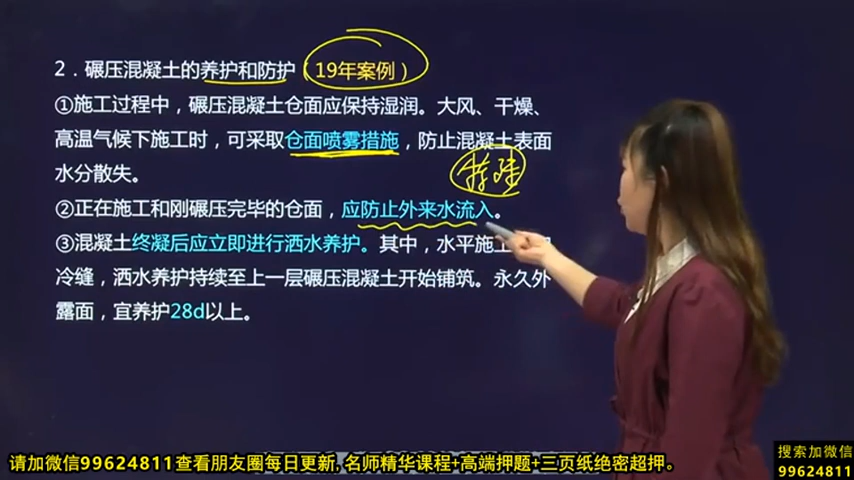 2．碾压混凝土的养护和防护（19年案例）
①施工过程中，碾压混凝土仓面应保持湿润。大风、干燥、
高温气候下施工时，可采取仓面喷雾措施，防止混凝土表面
水分散失。
②正在施工和刚碾压完毕的仓面，应防止外来水流入。
③混凝土终凝后应立即进行洒水养护。其中，水平施工
冷缝，洒水养护持续至上一层碾压混凝土开始铺筑。永久外
露面，宜养护28d以上。
请加微信99624811查看朋友圈每日更新,名师精华课程+高端押题+三页纸绝密超押。
搜索加微信
99624811